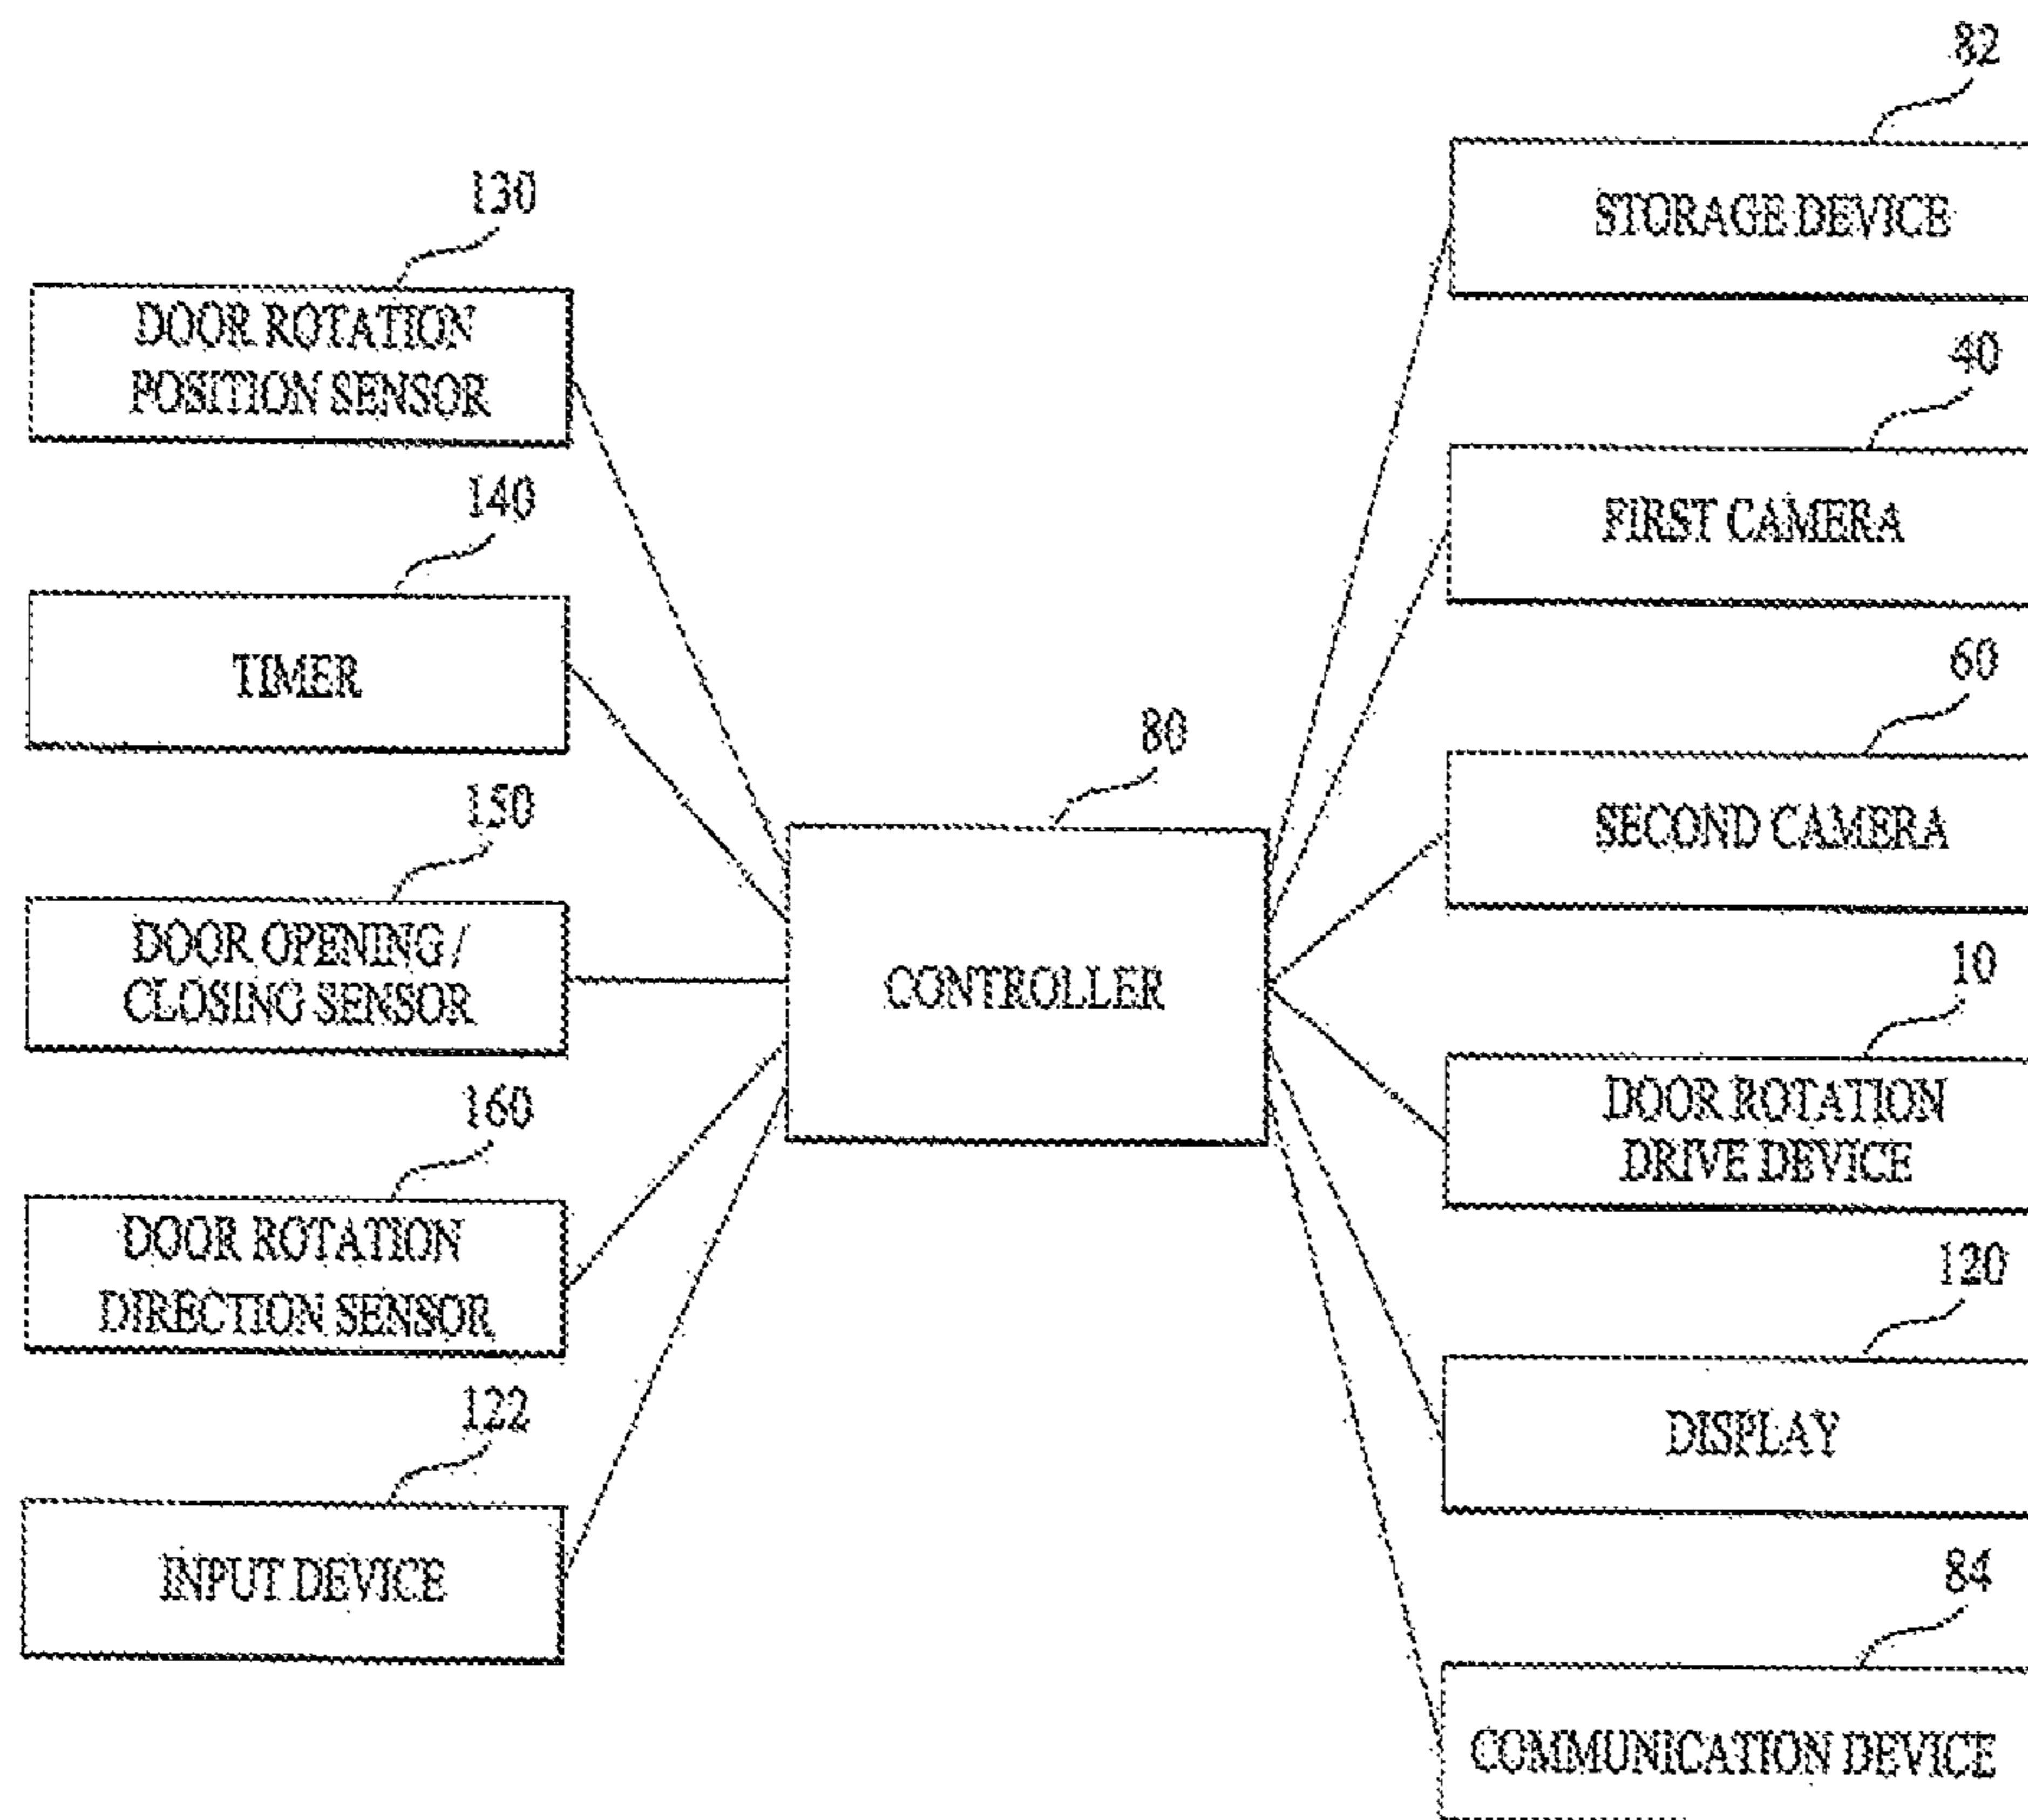 130
DOOR ROTATION
POSITION SENSOR
140
TIMER
150
DOOR OPENING /
CLOSING SENSOR
160
DOOR ROTATION
DIRECTION SENSOR
122
INPUT DEVICE
80
CONTROLLER
82
STORAGE DEVICE
40
FIRST CAMERA
60
SECOND CAMERA
10
DOOR ROTATION
DRIVE DEVICE
120
DISPLAY
84
COMMUNICATION DEVICE